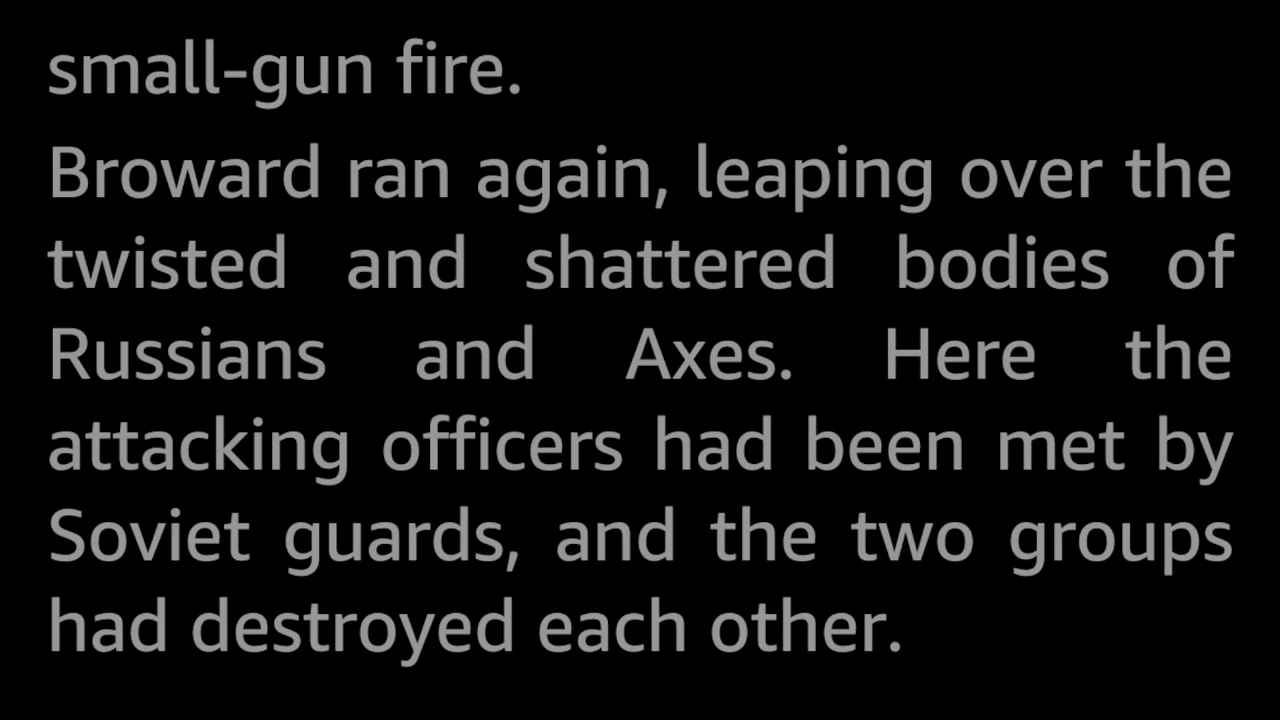 small-gun fire.
Broward ran again, leaping over the
twisted and shattered bodies of
Russians and Axes. Here the
attacking officers had been met by
Soviet guards, and the two groups
had destroyed each other.